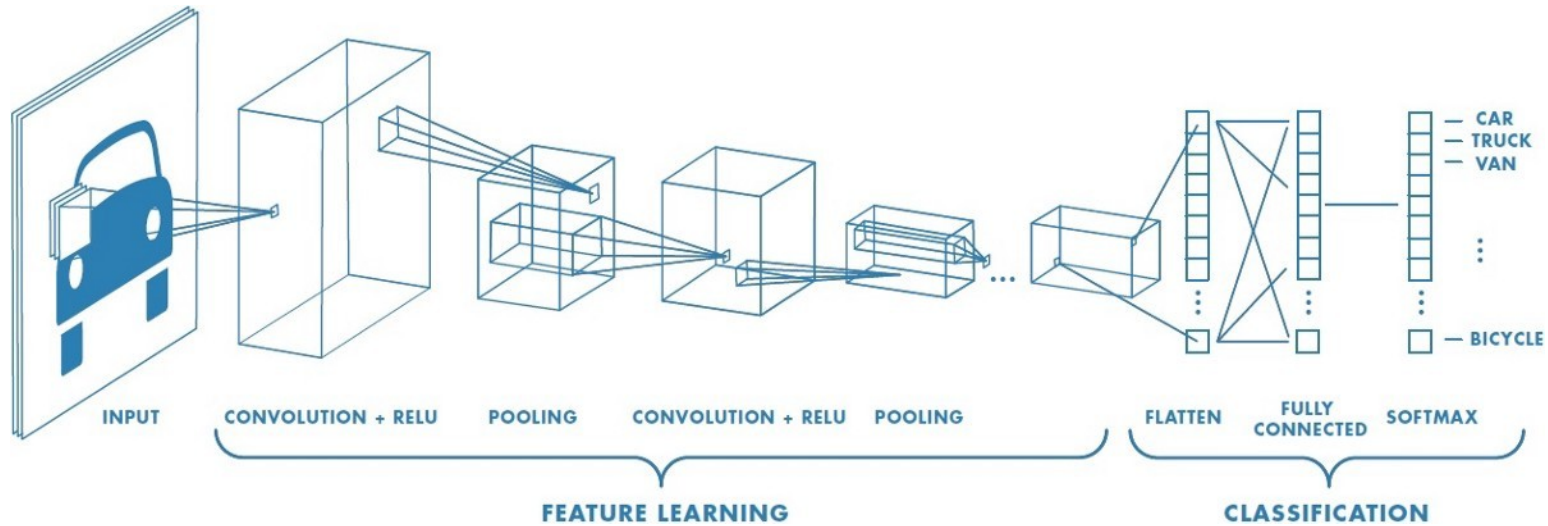 CAR
TRUCK
VAN
BICYCLE
INPUT
CONVOLUTION + RELU
POOLING
CONVOLUTION + RELU
POOLING
FLATTEN
FULLY
CONNECTED
SOFTMAX
FEATURE LEARNING
CLASSIFICATION